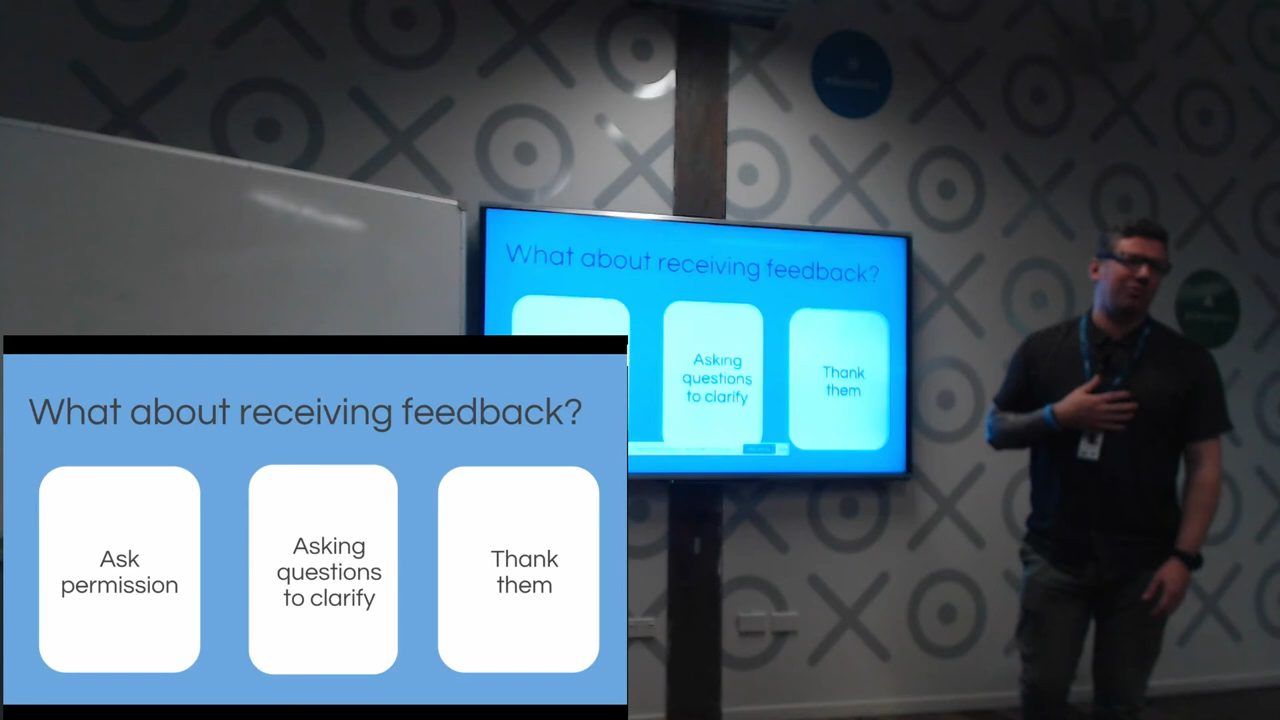 What about receiving feedback?
Asking
questions
to clarify
Thank
them
What about receiving feedback?
Ask
permission
Asking
questions
to clarify
Thank
them